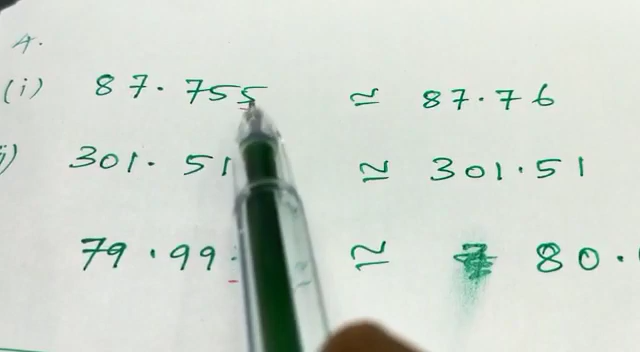 A.
(i) 87.755 ≃ 87.76
301.51 ≃ 301.51
79.99 ≃ 80.